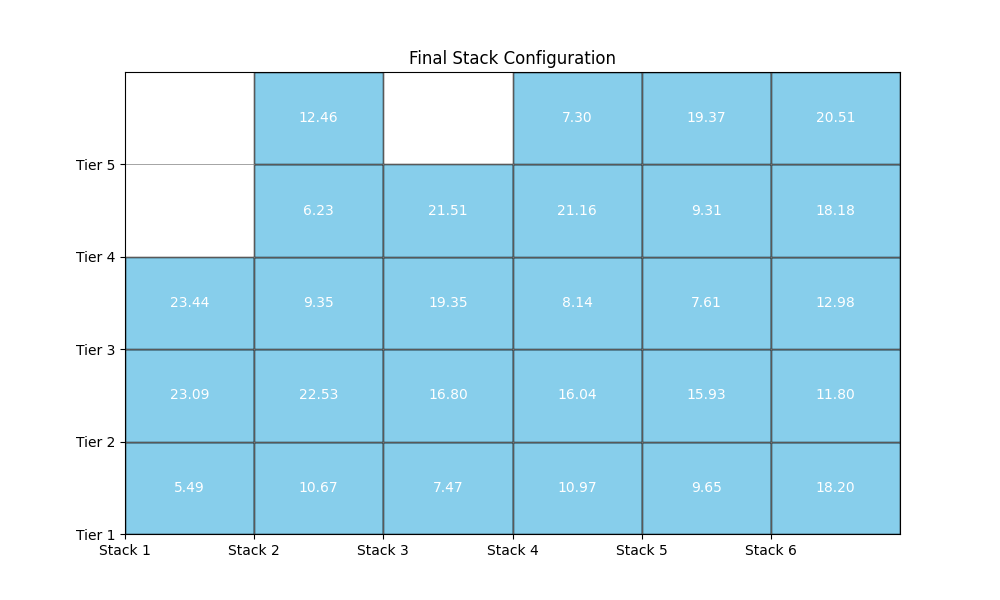 Final Stack Configuration
12.46 7.30 19.37 20.51
Tier 5
6.23 21.51 21.16 9.31 18.18
Tier 4
23.44 9.35 19.35 8.14 7.61 12.98
Tier 3
23.09 22.53 16.80 16.04 15.93 11.80
Tier 2
5.49 10.67 7.47 10.97 9.65 18.20
Tier 1
Stack 1 Stack 2 Stack 3 Stack 4 Stack 5 Stack 6